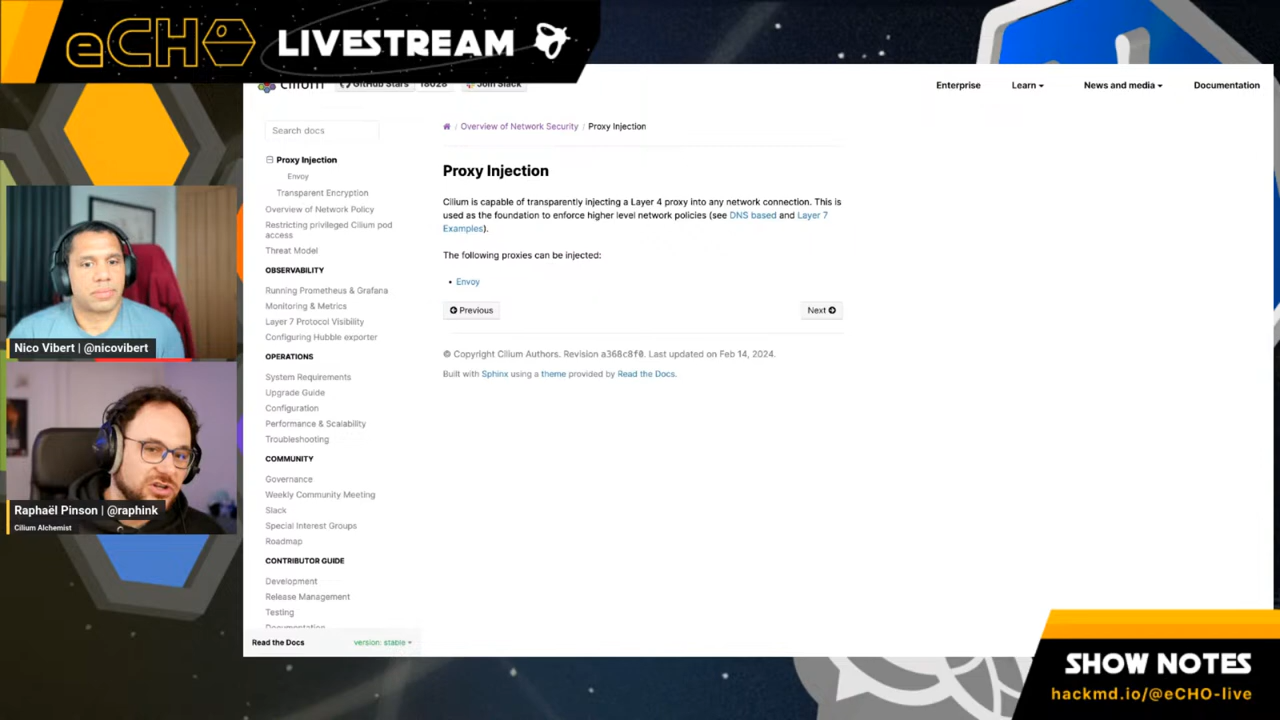 eCHO LIVESTREAM
cilium GitHub Stars 18028 Join Slack
Enterprise Learn News and media Documentation
Search docs
Proxy Injection
Envoy
Transparent Encryption
Overview of Network Policy
Restricting privileged Cilium pod
access
Threat Model
OBSERVABILITY
Running Prometheus & Grafana
Monitoring & Metrics
Layer 7 Protocol Visibility
Configuring Hubble exporter
OPERATIONS
System Requirements
Upgrade Guide
Configuration
Performance & Scalability
Troubleshooting
COMMUNITY
Governance
Weekly Community Meeting
Slack
Special Interest Groups
Roadmap
CONTRIBUTOR GUIDE
Development
Release Management
Testing
Documentation
Read the Docs version: stable
/ Overview of Network Security / Proxy Injection
Proxy Injection
Cilium is capable of transparently injecting a Layer 4 proxy into any network connection. This is
used as the foundation to enforce higher level network policies (see DNS based and Layer 7
Examples).
The following proxies can be injected:
• Envoy
Previous
Next
© Copyright Cilium Authors. Revision a368c8f0. Last updated on Feb 14, 2024.
Built with Sphinx using a theme provided by Read the Docs.
Nico Vibert | @nicovibert
Raphaël Pinson | @raphink
Cilium Alchemist
SHOW NOTES
hackmd.io/@eCHO-live